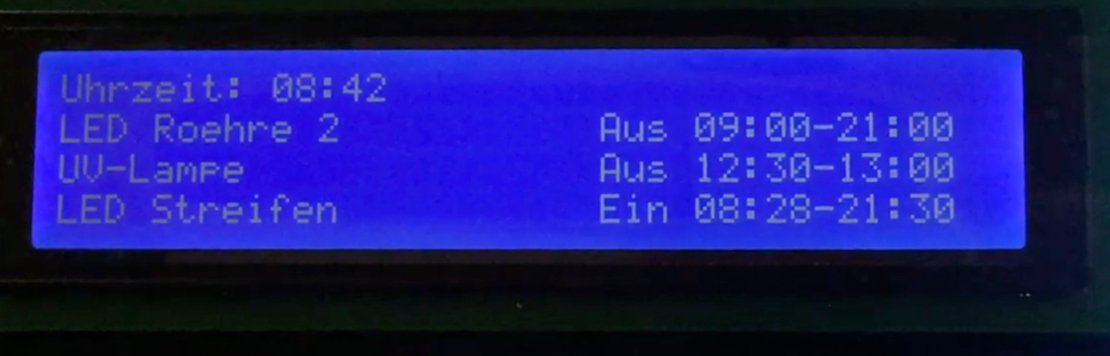 Uhrzeit: 08:42
LED Roehre 2 Aus 09:00-21:00
UV-Lampe Aus 12:30-13:00
LED Streifen Ein 08:28-21:30